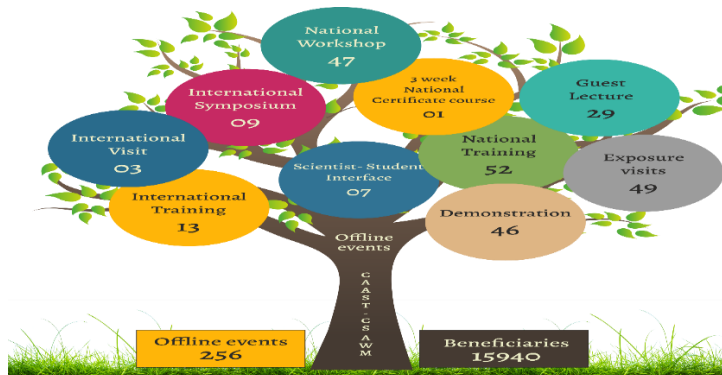 National
Workshop
47
International
Symposium
09
3 week
National
Certificate course
01
Guest
Lecture
29
International
Visit
03
Scientist- Student
Interface
07
National
Training
52
Exposure
visits
49
International
Training
13
Demonstration
46
Offline
events
CAAST-CSAWM
Offline events
256
Beneficiaries
15940